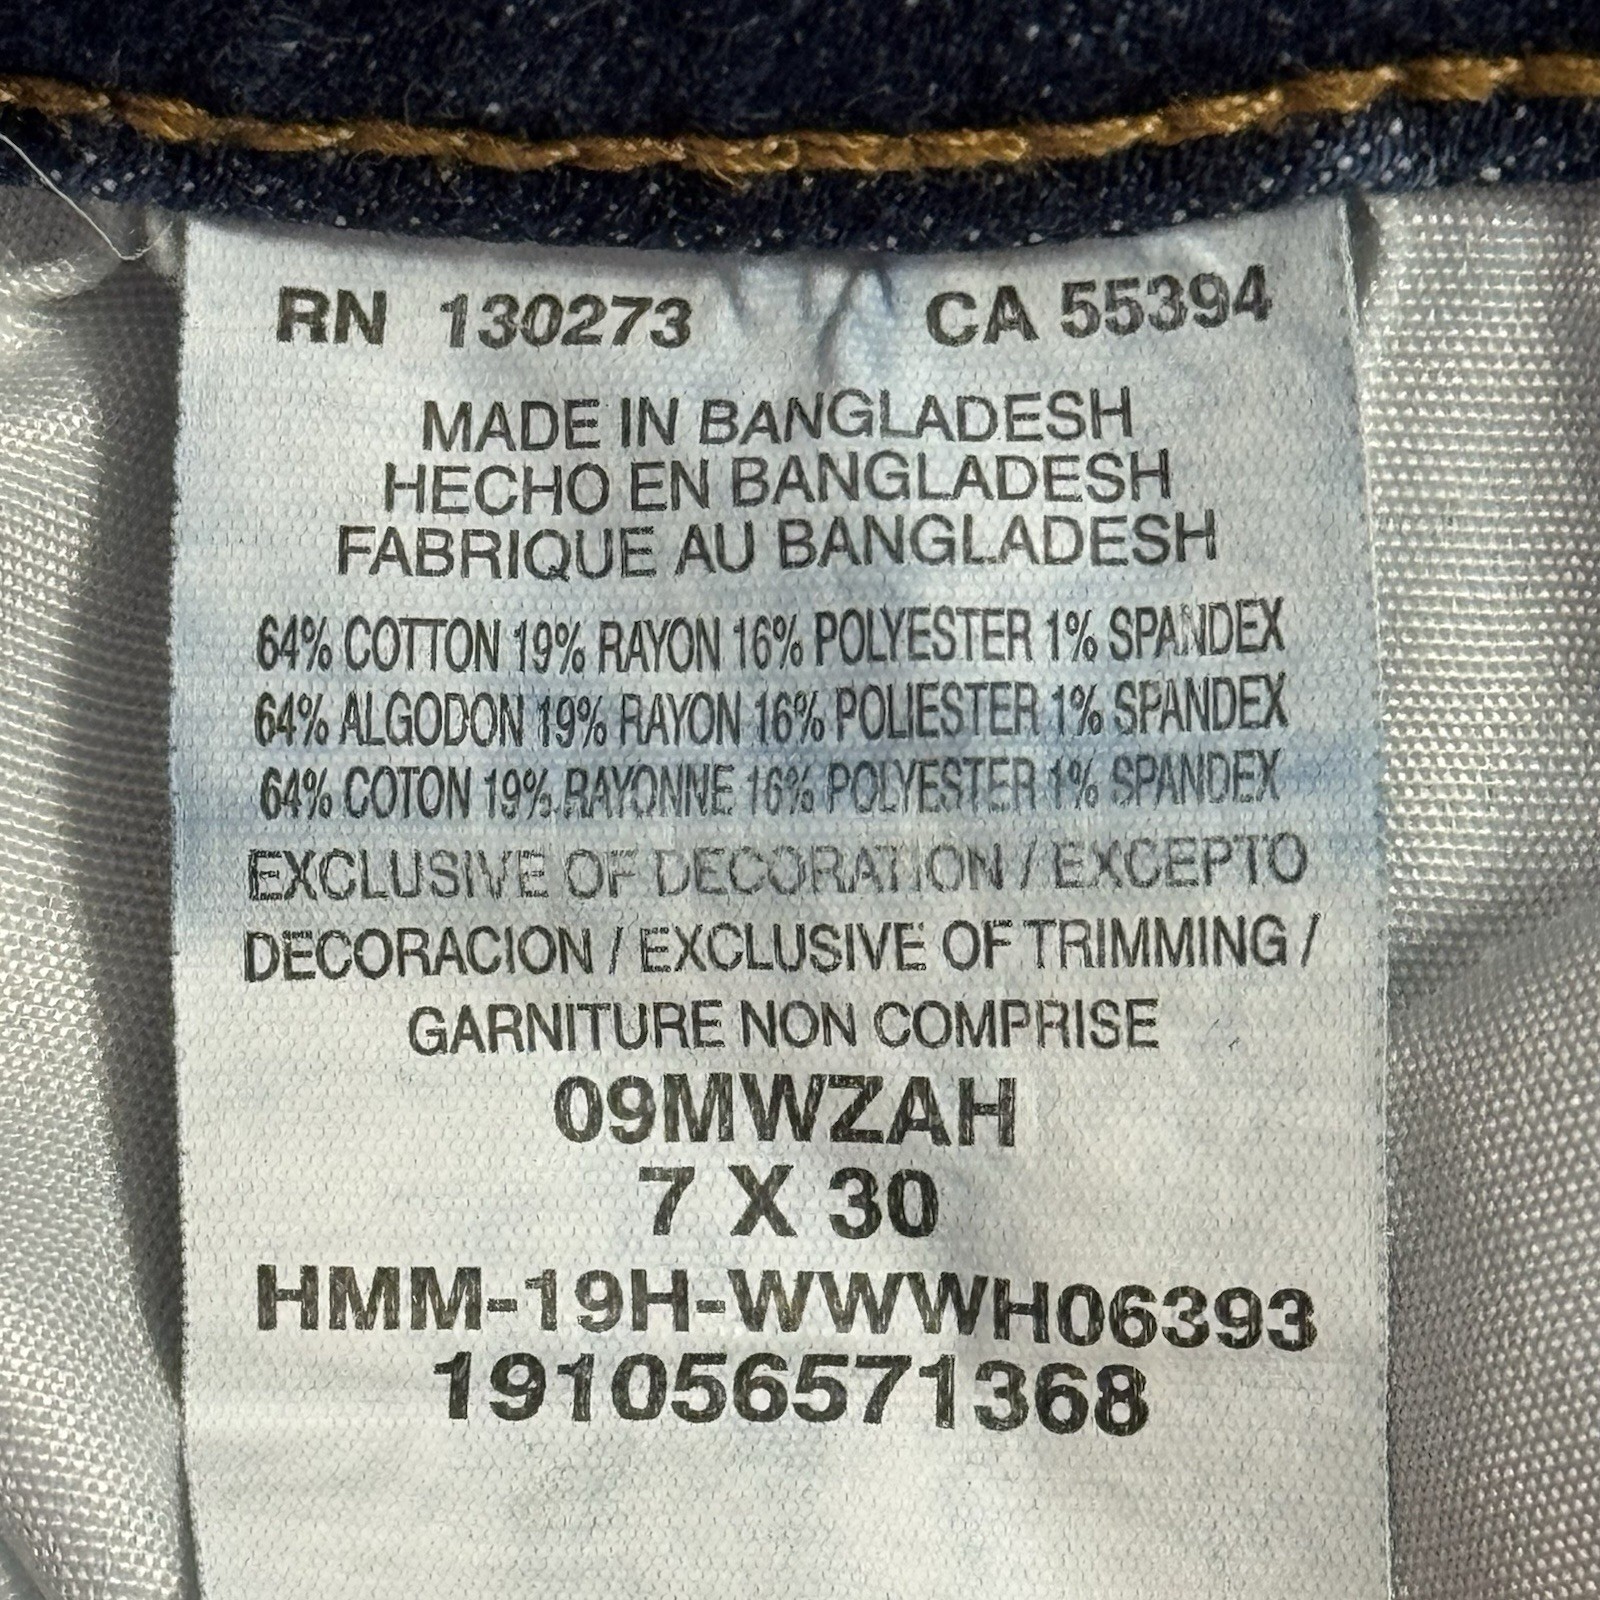 RN 130273 CA 55394
MADE IN BANGLADESH
HECHO EN BANGLADESH
FABRIQUE AU BANGLADESH
64% COTTON 19% RAYON 16% POLYESTER 1% SPANDEX
64% ALGODON 19% RAYON 16% POLIESTER 1% SPANDEX
64% COTON 19% RAYONNE 16% POLYESTER 1% SPANDEX
EXCLUSIVE OF DECORATION / EXCEPTO
DECORACION / EXCLUSIVE OF TRIMMING /
GARNITURE NON COMPRISE
09MWZAH
7 X 30
HMM-19H-WWWH06393
191056571368